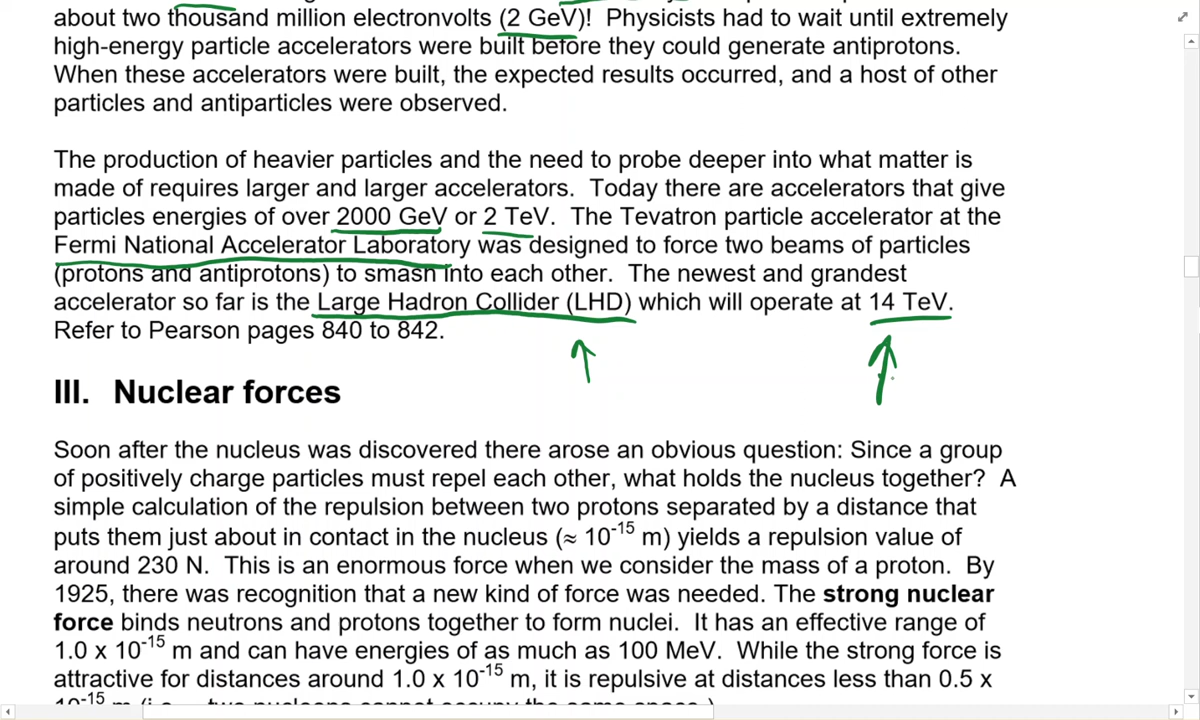 about two thousand million electronvolts (2 GeV)! Physicists had to wait until extremely
high-energy particle accelerators were built before they could generate antiprotons.
When these accelerators were built, the expected results occurred, and a host of other
particles and antiparticles were observed.
The production of heavier particles and the need to probe deeper into what matter is
made of requires larger and larger accelerators. Today there are accelerators that give
particles energies of over 2000 GeV or 2 TeV. The Tevatron particle accelerator at the
Fermi National Accelerator Laboratory was designed to force two beams of particles
(protons and antiprotons) to smash into each other. The newest and grandest
accelerator so far is the Large Hadron Collider (LHD) which will operate at 14 TeV.
Refer to Pearson pages 840 to 842.
III. Nuclear forces
Soon after the nucleus was discovered there arose an obvious question: Since a group
of positively charge particles must repel each other, what holds the nucleus together? A
simple calculation of the repulsion between two protons separated by a distance that
puts them just about in contact in the nucleus (≈ 10⁻¹⁵ m) yields a repulsion value of
around 230 N. This is an enormous force when we consider the mass of a proton. By
1925, there was recognition that a new kind of force was needed. The strong nuclear
force binds neutrons and protons together to form nuclei. It has an effective range of
1.0 x 10⁻¹⁵ m and can have energies of as much as 100 MeV. While the strong force is
attractive for distances around 1.0 x 10⁻¹⁵ m, it is repulsive at distances less than 0.5 x
10⁻¹⁵ m (i.e. two nucleons cannot occupy the same space.)